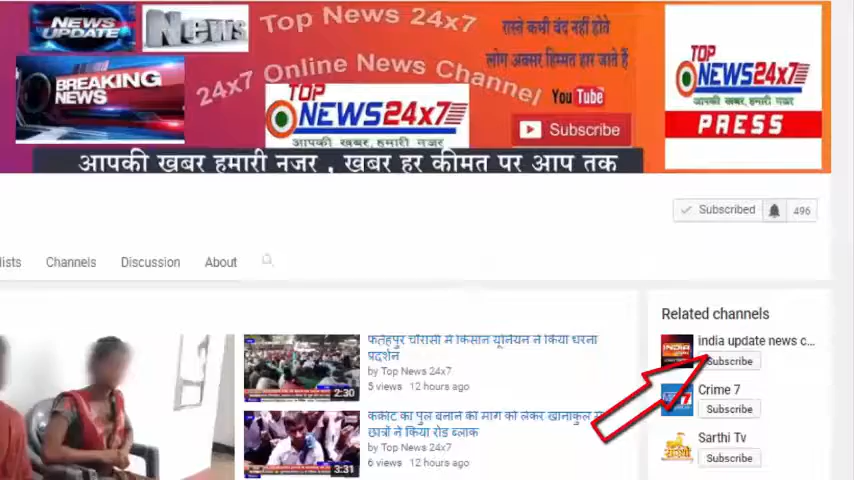 NEWS UPDATE
News
BREAKING NEWS
Top News 24x7
24x7 Online News Channel
TOP
NEWS24x7
आपकी खबर, हमारी नजर
रास्ते कभी बंद नहीं होते
लोग अक्सर हिम्मत हार जाते हैं
YouTube
Subscribe
TOP
NEWS24x7
आपकी खबर, हमारी नजर
PRESS
आपकी खबर हमारी नजर , खबर हर कीमत पर आप तक
Subscribed 496
lists Channels Discussion About
फतेहपुर चौरासी में किसान यूनियन ने किया धरना
प्रदर्शन
by Top News 24x7
5 views 12 hours ago
2:30
कंक्रीट का पुल बनाने की मांग को लेकर खानाकुल
छात्रों ने किया रोड ब्लाक
by Top News 24x7
6 views 12 hours ago
3:31
Related channels
india update news c...
Subscribe
Crime 7
Subscribe
Sarthi Tv
Subscribe